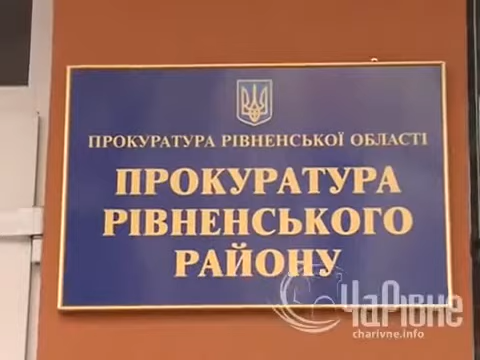 ПРОКУРАТУРА РІВНЕНСЬКОЇ ОБЛАСТІ
ПРОКУРАТУРА
РІВНЕНСЬКОГО
РАЙОНУ
ЧаРівне
charivne.info